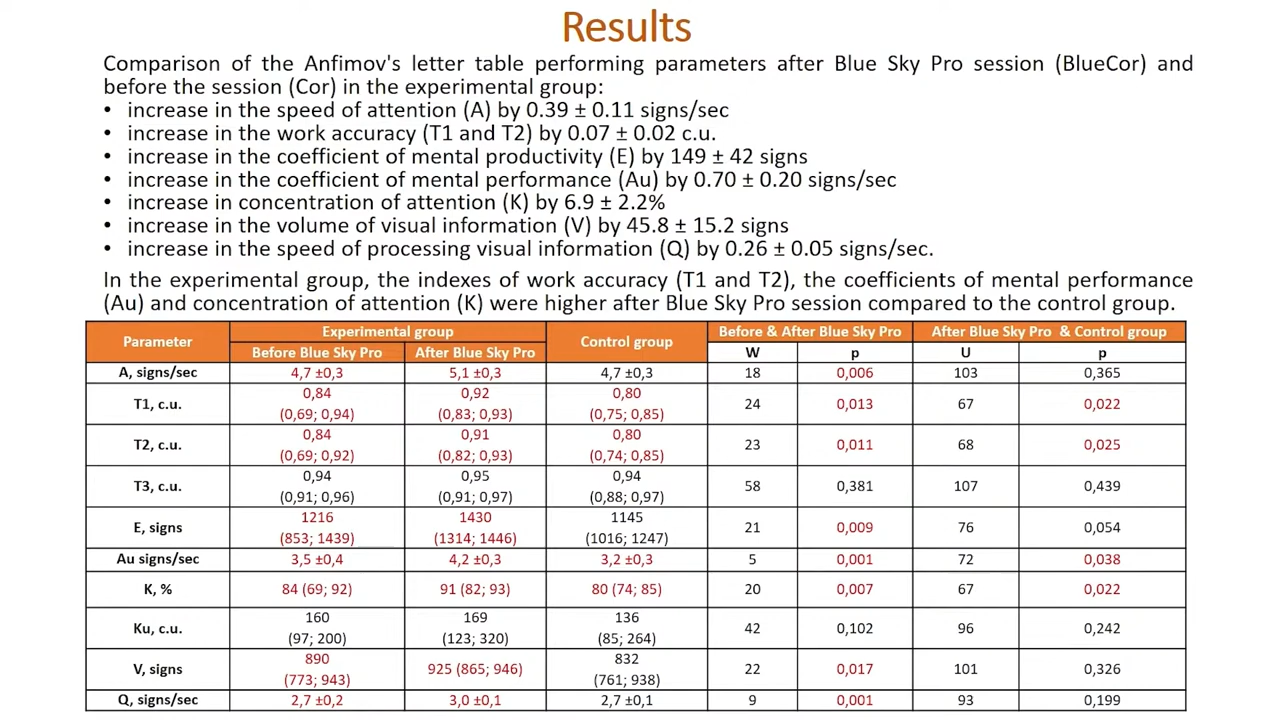 Results
Comparison of the Anfimov's letter table performing parameters after Blue Sky Pro session (BlueCor) and
before the session (Cor) in the experimental group:
• increase in the speed of attention (A) by 0.39 ± 0.11 signs/sec
• increase in the work accuracy (T1 and T2) by 0.07 ± 0.02 c.u.
• increase in the coefficient of mental productivity (E) by 149 ± 42 signs
• increase in the coefficient of mental performance (Au) by 0.70 ± 0.20 signs/sec
• increase in concentration of attention (K) by 6.9 ± 2.2%
• increase in the volume of visual information (V) by 45.8 ± 15.2 signs
• increase in the speed of processing visual information (Q) by 0.26 ± 0.05 signs/sec.
In the experimental group, the indexes of work accuracy (T1 and T2), the coefficients of mental performance
(Au) and concentration of attention (K) were higher after Blue Sky Pro session compared to the control group.
Parameter Experimental group Control group Before & After Blue Sky Pro After Blue Sky Pro & Control group
Before Blue Sky Pro After Blue Sky Pro W p U p
A, signs/sec 4,7 ±0,3 5,1 ±0,3 4,7 ±0,3 18 0,006 103 0,365
T1, c.u. 0,84 0,92 0,80 24 0,013 67 0,022
(0,69; 0,94) (0,83; 0,93) (0,75; 0,85)
T2, c.u. 0,84 0,91 0,80 23 0,011 68 0,025
(0,69; 0,92) (0,82; 0,93) (0,74; 0,85)
T3, c.u. 0,94 0,95 0,94 58 0,381 107 0,439
(0,91; 0,96) (0,91; 0,97) (0,88; 0,97)
E, signs 1216 1430 1145 21 0,009 76 0,054
(853; 1439) (1314; 1446) (1016; 1247)
Au signs/sec 3,5 ±0,4 4,2 ±0,3 3,2 ±0,3 5 0,001 72 0,038
K, % 84 (69; 92) 91 (82; 93) 80 (74; 85) 20 0,007 67 0,022
Ku, c.u. 160 169 136 42 0,102 96 0,242
(97; 200) (123; 320) (85; 264)
V, signs 890 925 (865; 946) 832 22 0,017 101 0,326
(773; 943) (761; 938)
Q, signs/sec 2,7 ±0,2 3,0 ±0,1 2,7 ±0,1 9 0,001 93 0,199